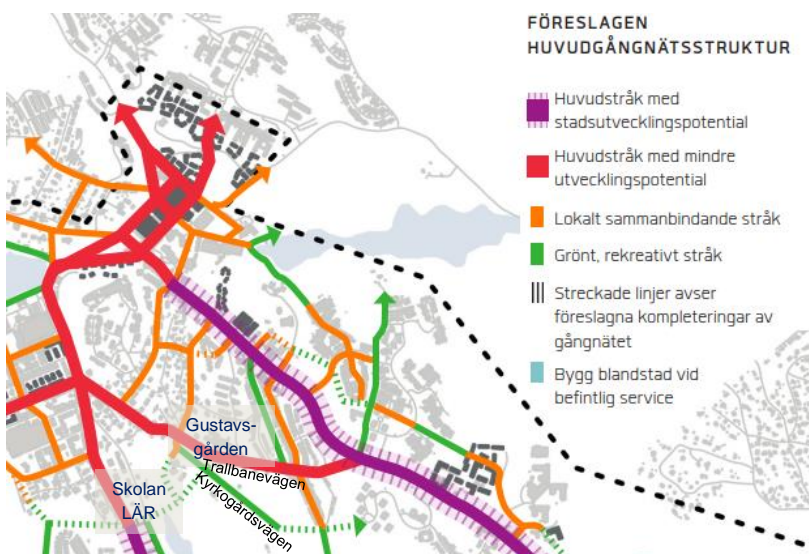 FÖRESLAGEN
HUVUDGÅNGNÄTSSTRUKTUR
Huvudstråk med
stadsutvecklingspotential
Huvudstråk med mindre
utvecklingspotential
Lokalt sammanbindande stråk
Grönt, rekreativt stråk
Streckade linjer avser
föreslagna kompleteringar av
gångnätet
Bygg blandstad vid
befintlig service
Gustavs-
gården
Trallbanevägen
Kyrkogårdsvägen
Skolan
LÄR